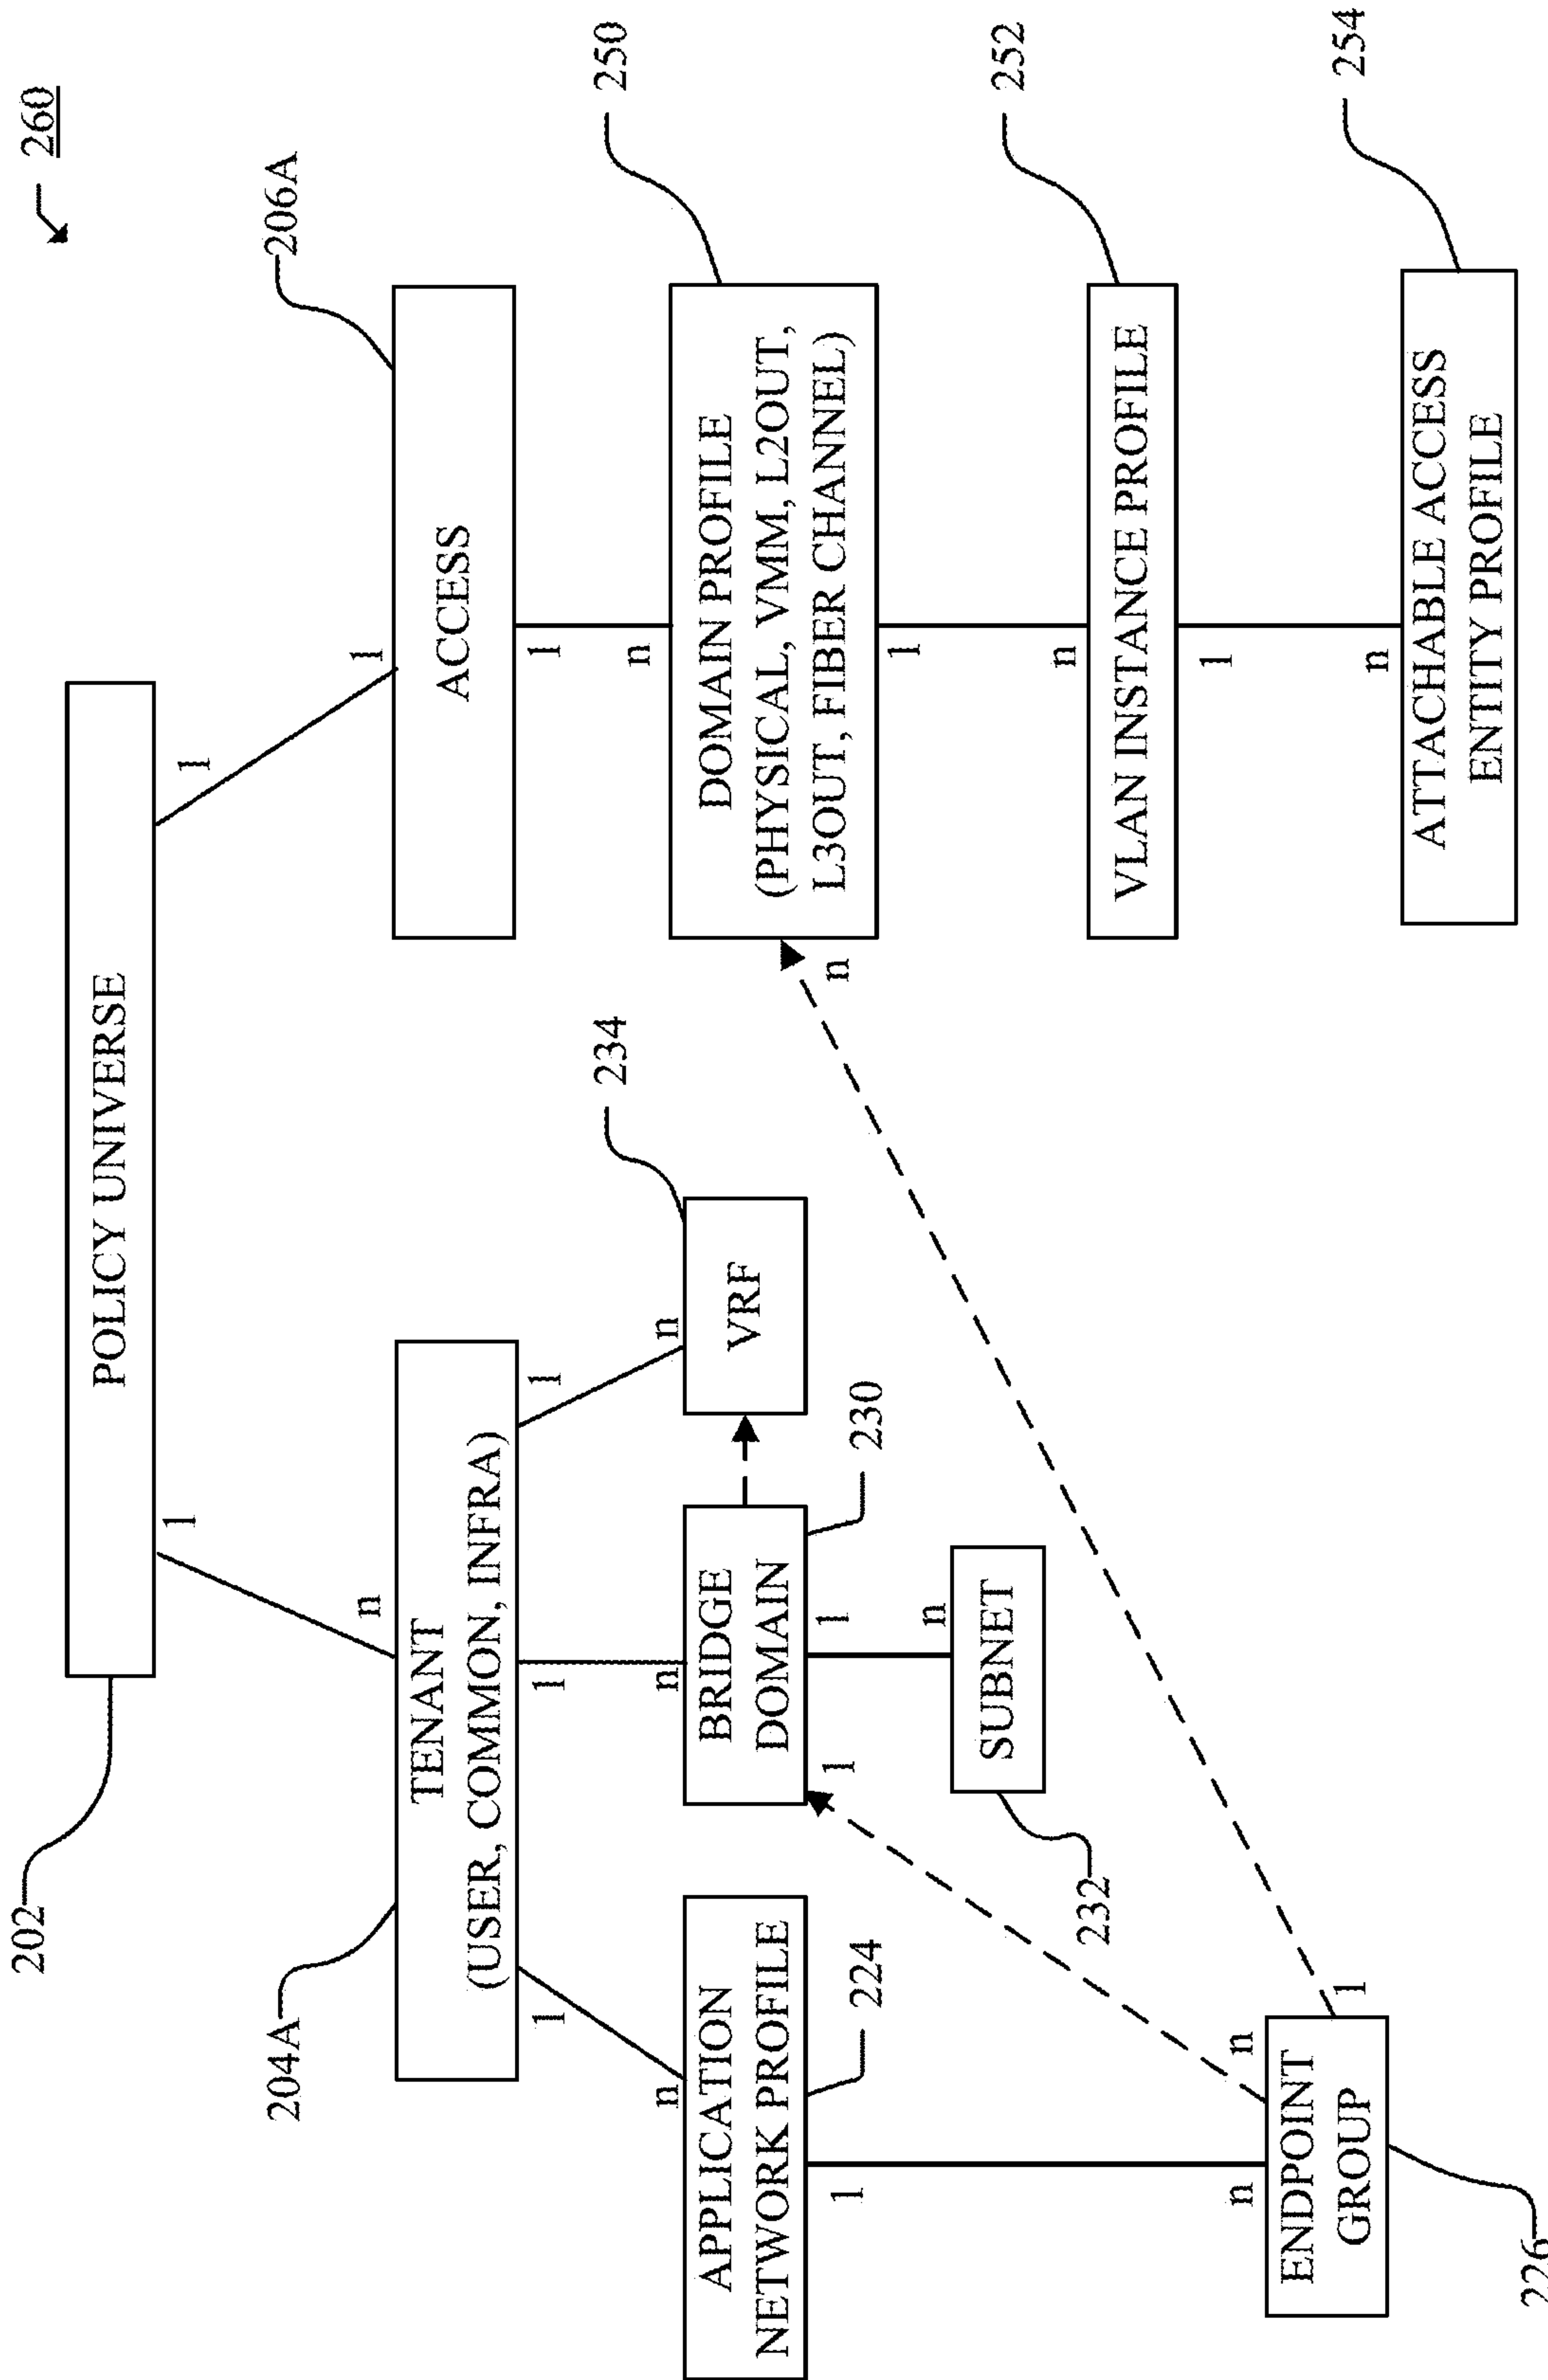 260
POLICY UNIVERSE
202
1
1
n
1
204A
206A
TENANT
(USER, COMMON, INFRA)
ACCESS
1
1
1
1
n
n
n
n
234
250
APPLICATION
NETWORK PROFILE
BRIDGE
DOMAIN
VRF
DOMAIN PROFILE
(PHYSICAL, VMM, L2OUT,
L3OUT, FIBER CHANNEL)
1
224
1
1
230
n
1
n
n
232
SUBNET
252
VLAN INSTANCE PROFILE
1
n
n
n
1
254
ENDPOINT
GROUP
ATTACHABLE ACCESS
ENTITY PROFILE
226